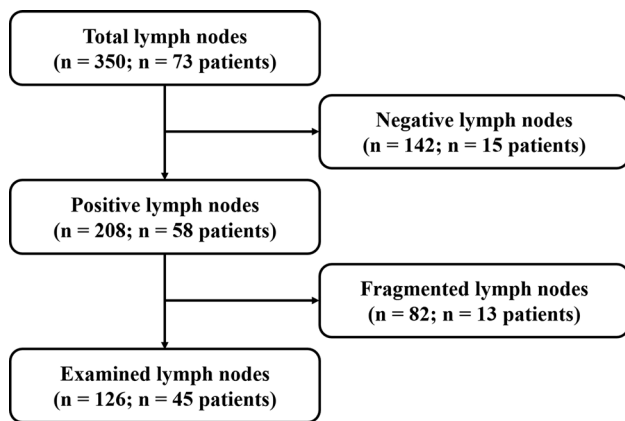 Total lymph nodes
(n = 350; n = 73 patients)
Negative lymph nodes
(n = 142; n = 15 patients)
Positive lymph nodes
(n = 208; n = 58 patients)
Fragmented lymph nodes
(n = 82; n = 13 patients)
Examined lymph nodes
(n = 126; n = 45 patients)